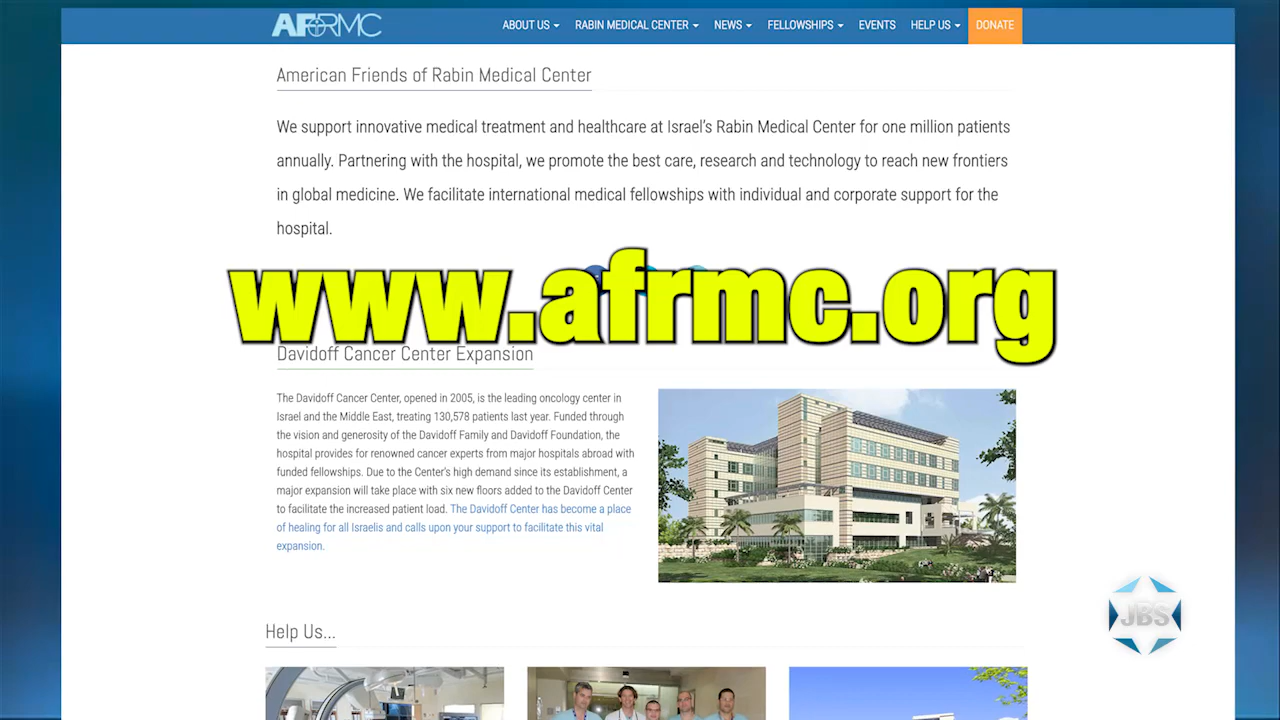 AFRMC
ABOUT US RABIN MEDICAL CENTER NEWS FELLOWSHIPS EVENTS HELP US DONATE
American Friends of Rabin Medical Center
We support innovative medical treatment and healthcare at Israel's Rabin Medical Center for one million patients
annually. Partnering with the hospital, we promote the best care, research and technology to reach new frontiers
in global medicine. We facilitate international medical fellowships with individual and corporate support for the
hospital.
www.afrmc.org
Davidoff Cancer Center Expansion
The Davidoff Cancer Center, opened in 2005, is the leading oncology center in
Israel and the Middle East, treating 130,578 patients last year. Funded through
the vision and generosity of the Davidoff Family and Davidoff Foundation, the
hospital provides for renowned cancer experts from major hospitals abroad with
funded fellowships. Due to the Center's high demand since its establishment, a
major expansion will take place with six new floors added to the Davidoff Center
to facilitate the increased patient load. The Davidoff Center has become a place
of healing for all Israelis and calls upon your support to facilitate this vital
expansion.
JBS
Help Us...